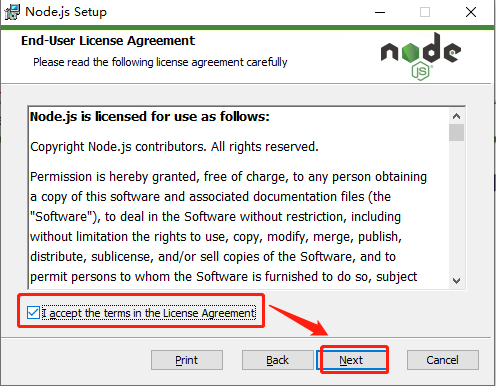 Node.js Setup
End-User License Agreement
Please read the following license agreement carefully
node
JS
Node.js is licensed for use as follows:
Copyright Node.js contributors. All rights reserved.
Permission is hereby granted, free of charge, to any person obtaining
a copy of this software and associated documentation files (the
"Software"), to deal in the Software without restriction, including
without limitation the rights to use, copy, modify, merge, publish,
distribute, sublicense, and/or sell copies of the Software, and to
permit persons to whom the Software is furnished to do so, subject
I accept the terms in the License Agreement
Print Back Next Cancel